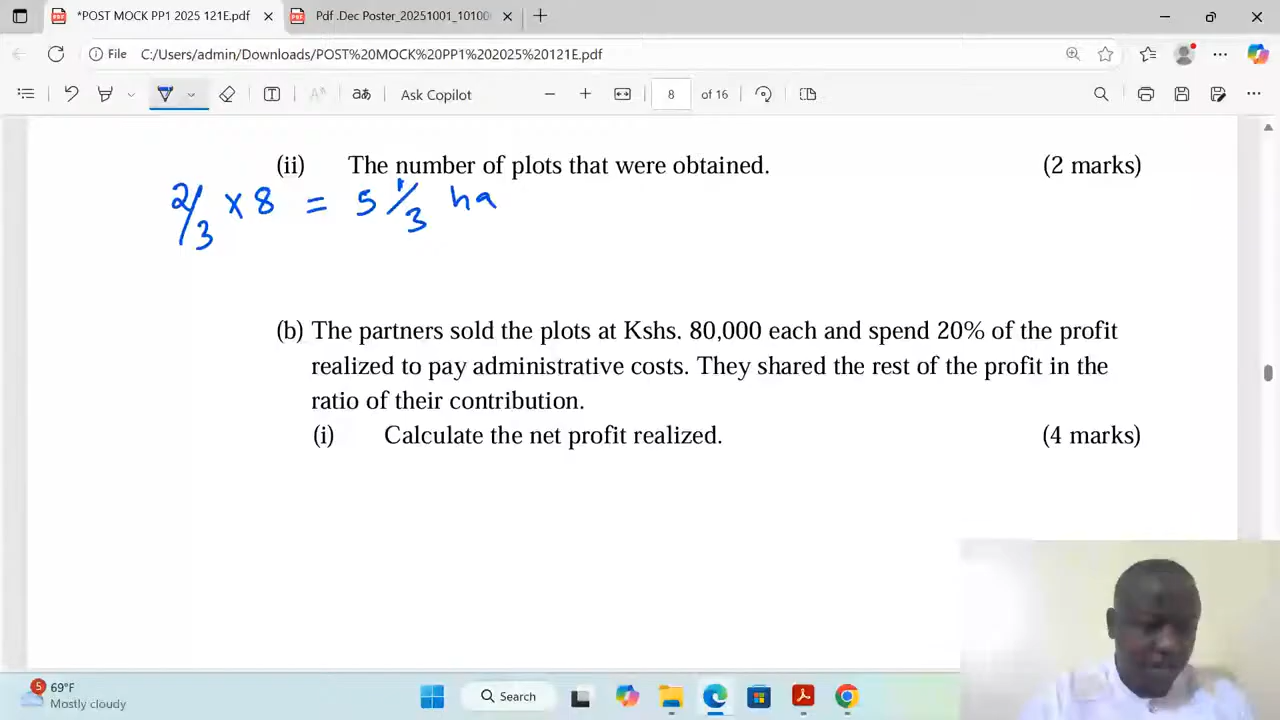 *POST MOCK PP1 2025 121E.pdf
Pdf .Dec Poster_20251001_10100
File C:/Users/admin/Downloads/POST%20MOCK%20PP1%202025%20121E.pdf
Ask Copilot
8 of 16
(ii) The number of plots that were obtained. (2 marks)
2/3 x 8 = 5 1/3 ha
(b) The partners sold the plots at Kshs. 80,000 each and spend 20% of the profit
realized to pay administrative costs. They shared the rest of the profit in the
ratio of their contribution.
(i) Calculate the net profit realized. (4 marks)
5
69°F
Mostly cloudy
Search